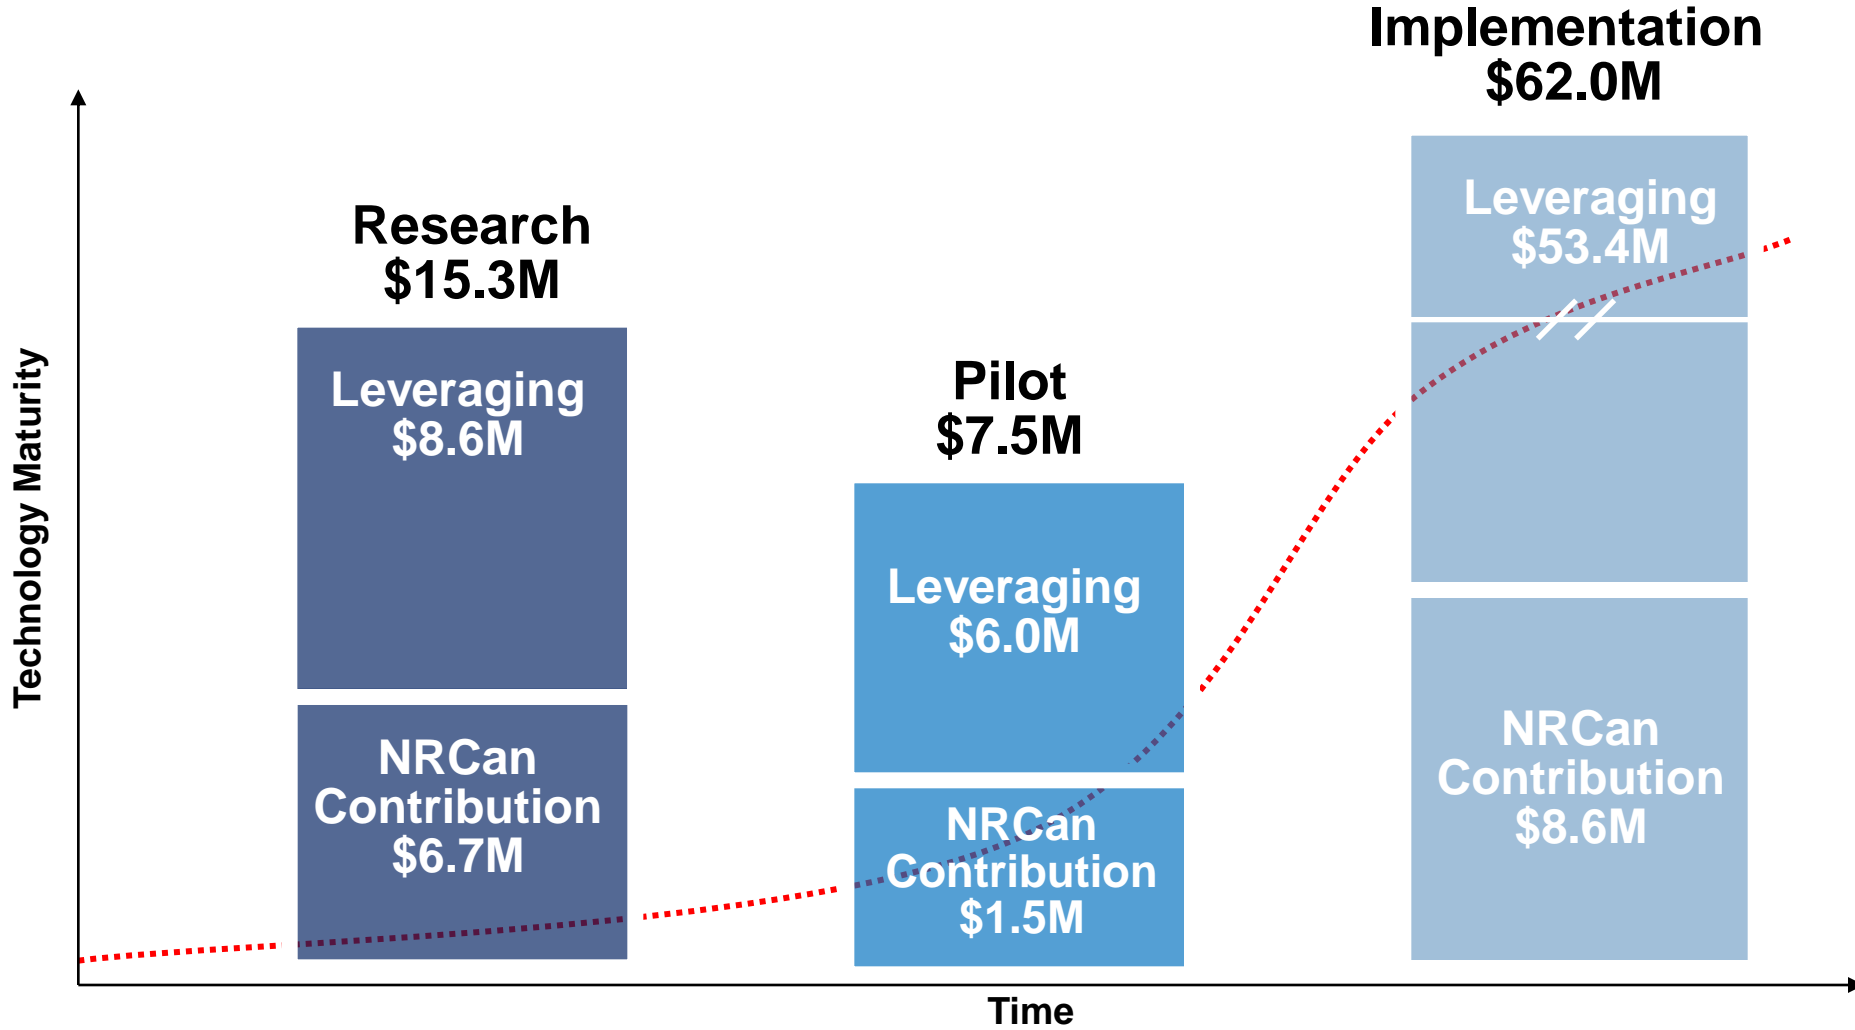 Technology Maturity
Research
$15.3M
Leveraging
$8.6M
NRCan
Contribution
$6.7M
Pilot
$7.5M
Leveraging
$6.0M
NRCan
Contribution
$1.5M
Implementation
$62.0M
Leveraging
$53.4M
NRCan
Contribution
$8.6M
Time